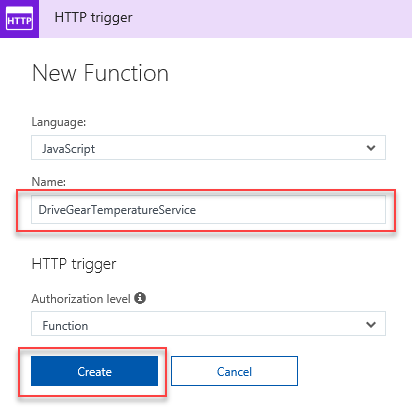 HTTP
HTTP trigger
New Function
Language:
JavaScript
Name:
DriveGearTemperatureService
HTTP trigger
Authorization level
Function
Create
Cancel